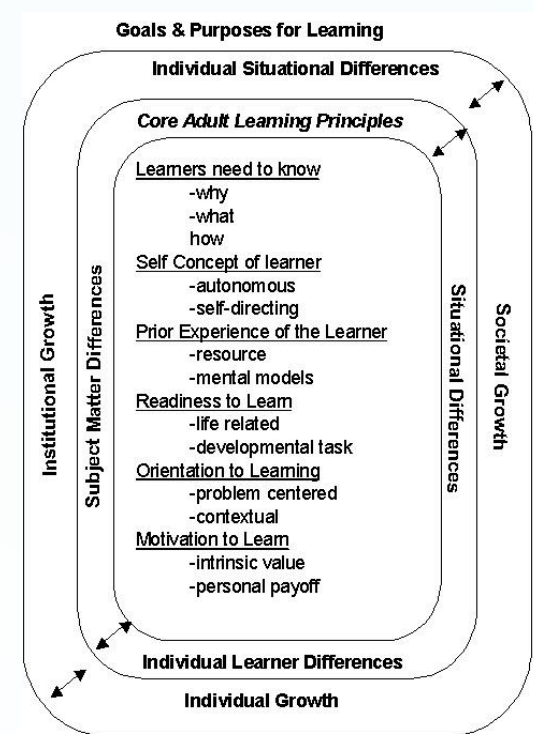 Goals & Purposes for Learning
Individual Situational Differences
Core Adult Learning Principles
Learners need to know
-why
-what
how
Self Concept of learner
-autonomous
-self-directing
Prior Experience of the Learner
-resource
-mental models
Readiness to Learn
-life related
-developmental task
Orientation to Learning
-problem centered
-contextual
Motivation to Learn
-intrinsic value
-personal payoff
Institutional Growth
Subject Matter Differences
Situational Differences
Societal Growth
Individual Learner Differences
Individual Growth